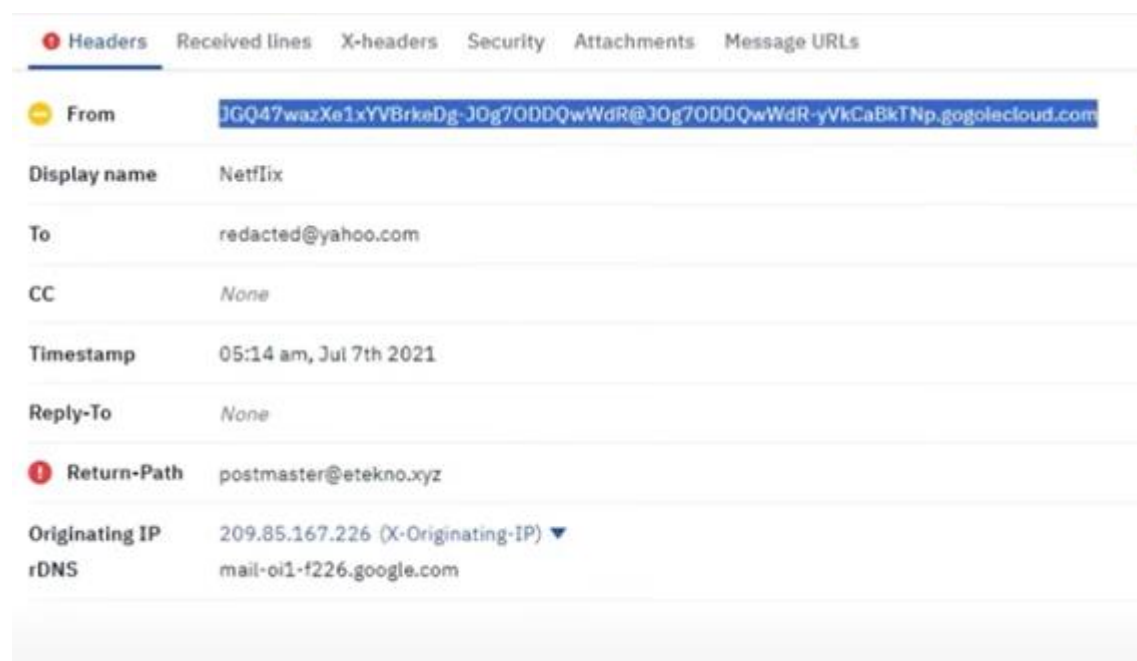 Headers Received lines X-headers Security Attachments Message URLs
From JGQ47wazXe1xYVBrkeDg-JOg7ODDQwWdR@JOg7ODDQwWdR-yVkCaBkTNp.gogolecloud.com
Display name NetfIix
To redacted@yahoo.com
CC None
Timestamp 05:14 am, Jul 7th 2021
Reply-To None
Return-Path postmaster@etekno.xyz
Originating IP 209.85.167.226 (X-Originating-IP)
rDNS mail-oi1-f226.google.com